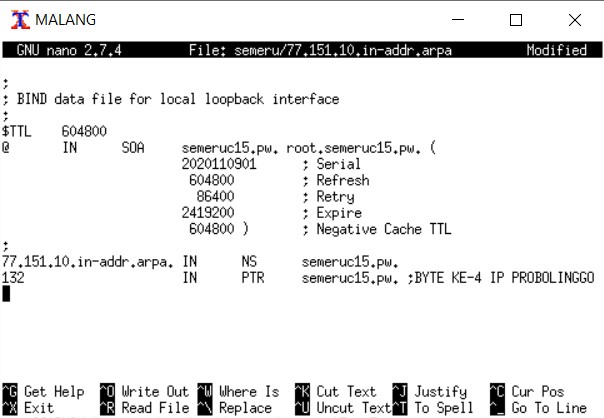 MALANG
GNU nano 2.7.4 File: semeru/77.151.10.in-addr.arpa Modified
;
; BIND data file for local loopback interface
;
$TTL 604800
@ IN SOA semeruc15.pw. root.semeruc15.pw. (
2020110901 ; Serial
604800 ; Refresh
86400 ; Retry
2419200 ; Expire
604800 ) ; Negative Cache TTL
;
77.151.10.in-addr.arpa. IN NS semeruc15.pw.
132 IN PTR semeruc15.pw. ;BYTE KE-4 IP PROBOLINGGO
^G Get Help ^O Write Out ^W Where Is ^K Cut Text ^J Justify ^C Cur Pos
^X Exit ^R Read File ^\ Replace ^U Uncut Text ^T To Spell ^_ Go To Line